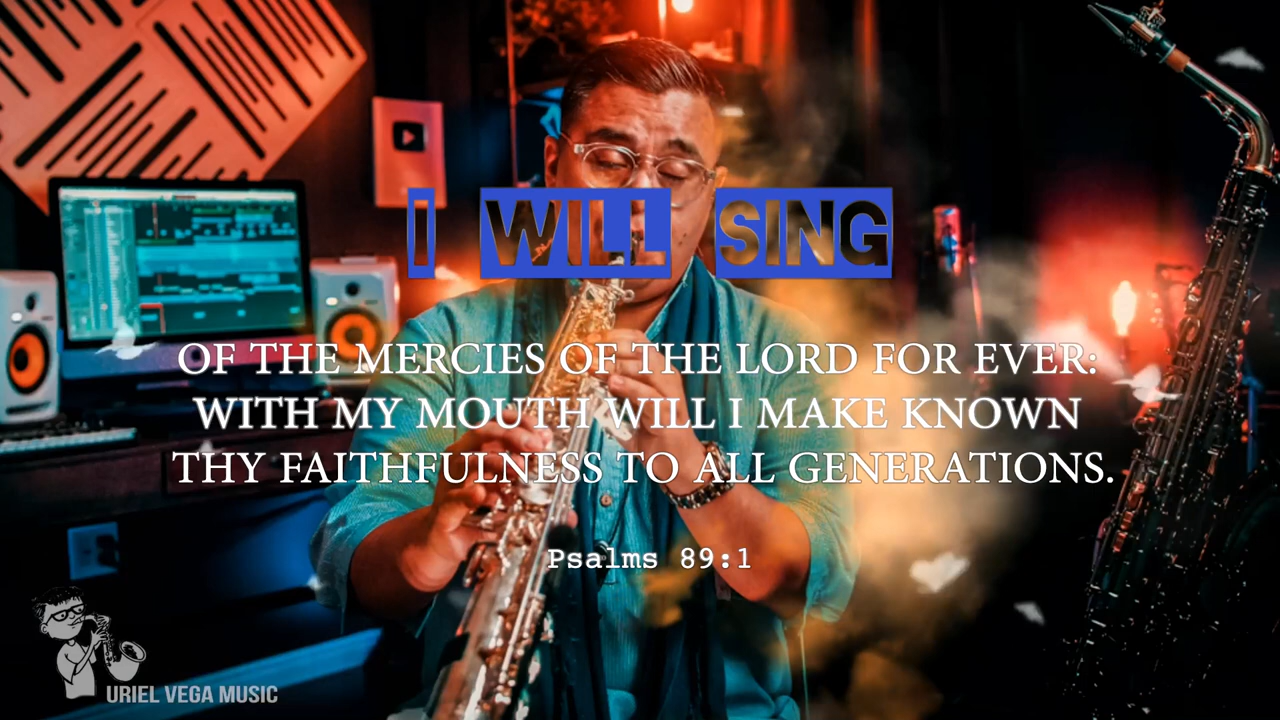 I WILL SING
OF THE MERCIES OF THE LORD FOR EVER:
WITH MY MOUTH WILL I MAKE KNOWN
THY FAITHFULNESS TO ALL GENERATIONS.
Psalms 89:1
URIEL VEGA MUSIC